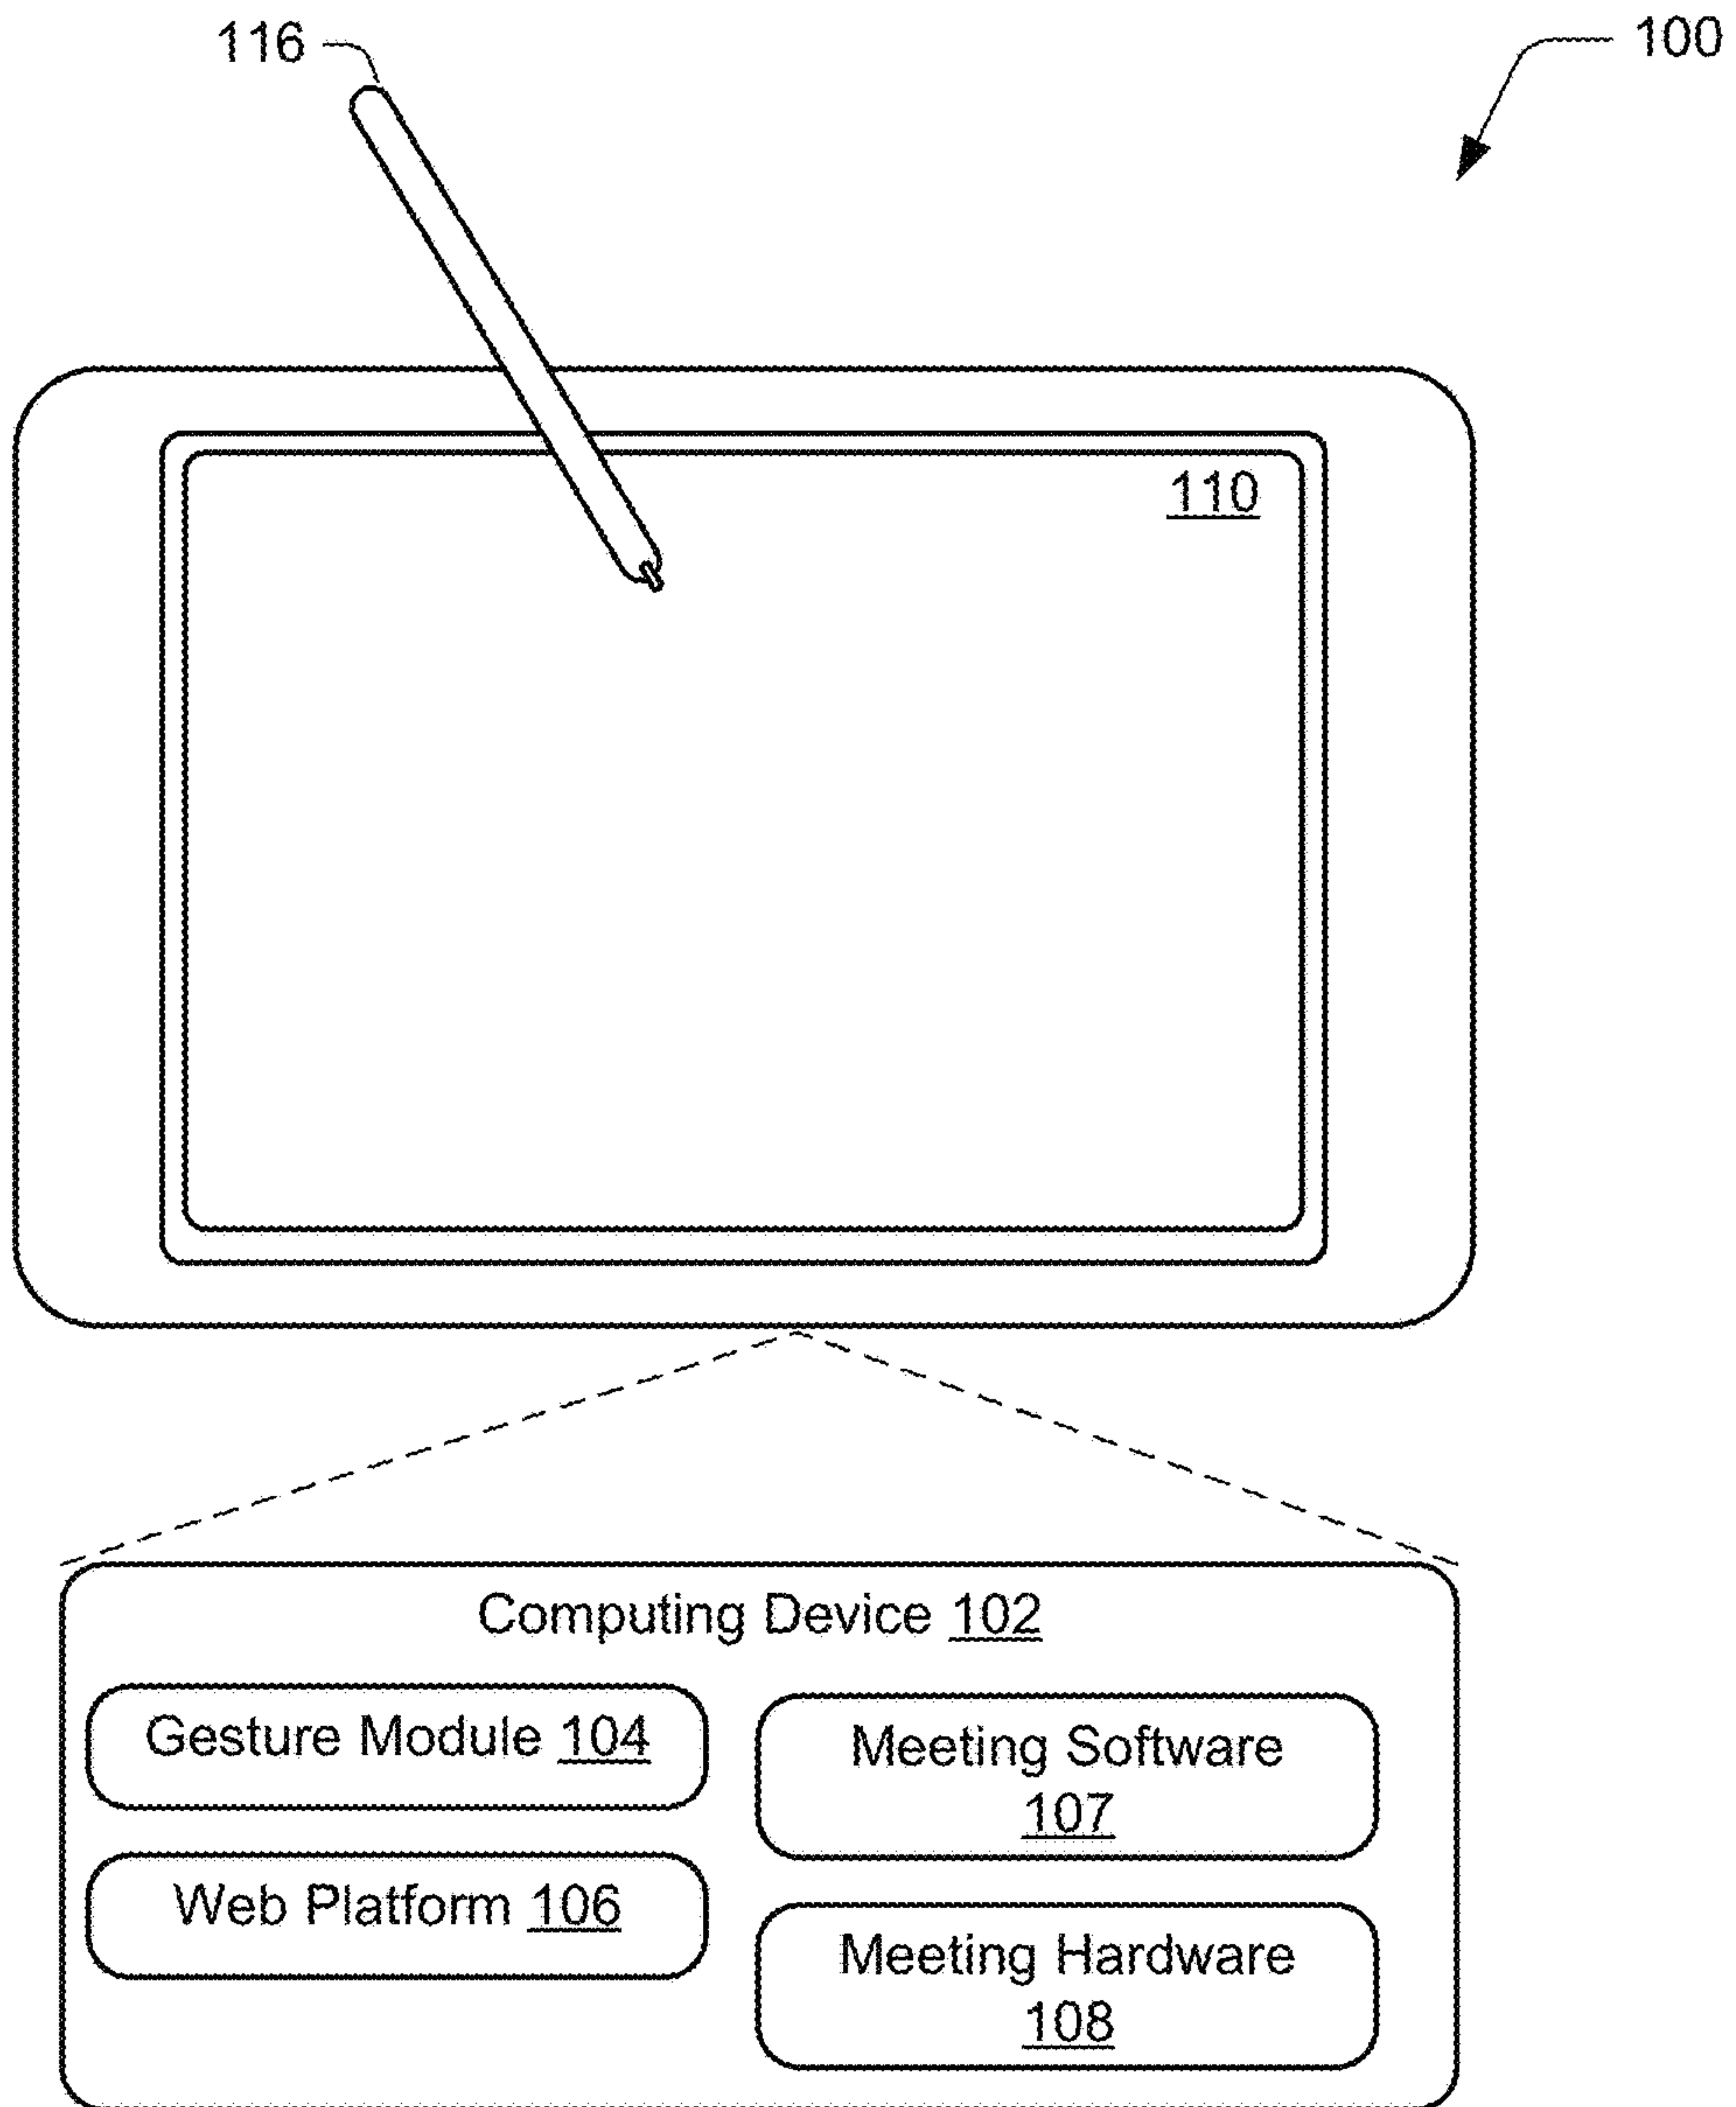 116
100
110
Computing Device 102
Gesture Module 104
Meeting Software
107
Web Platform 106
Meeting Hardware
108